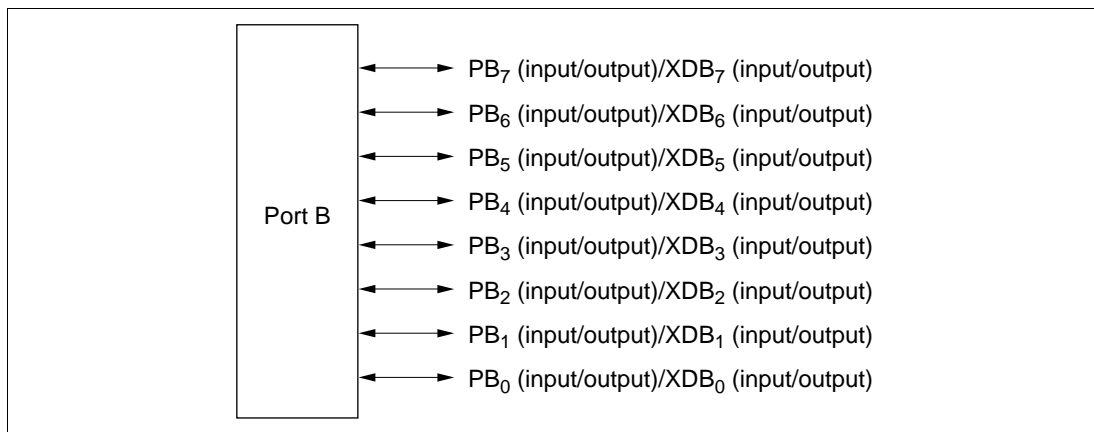 Port B
PB₇ (input/output)/XDB₇ (input/output)
PB₆ (input/output)/XDB₆ (input/output)
PB₅ (input/output)/XDB₅ (input/output)
PB₄ (input/output)/XDB₄ (input/output)
PB₃ (input/output)/XDB₃ (input/output)
PB₂ (input/output)/XDB₂ (input/output)
PB₁ (input/output)/XDB₁ (input/output)
PB₀ (input/output)/XDB₀ (input/output)